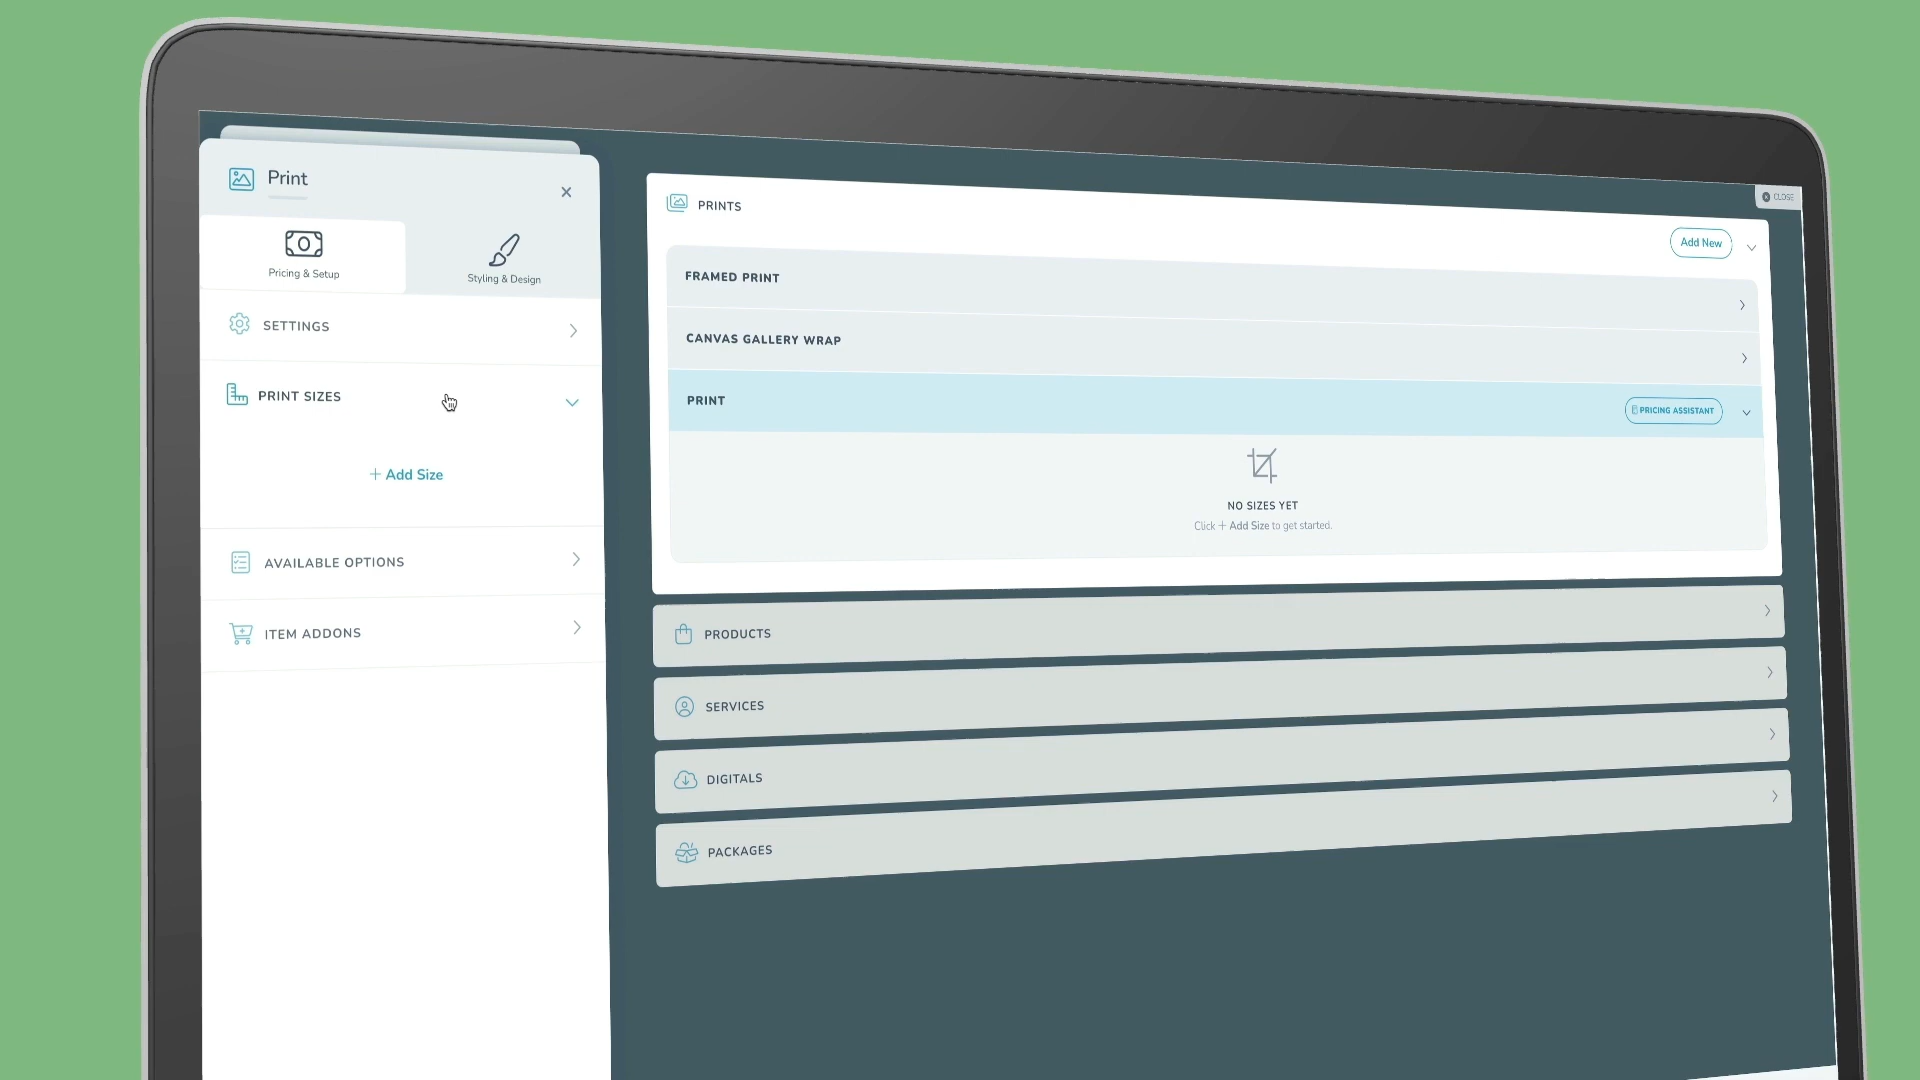 Print
Pricing & Setup
Styling & Design
SETTINGS
PRINT SIZES
+ Add Size
AVAILABLE OPTIONS
ITEM ADDONS
CLOSE
PRINTS
Add New
FRAMED PRINT
CANVAS GALLERY WRAP
PRINT
PRICING ASSISTANT
NO SIZES YET
Click + Add Size to get started.
PRODUCTS
SERVICES
DIGITALS
PACKAGES